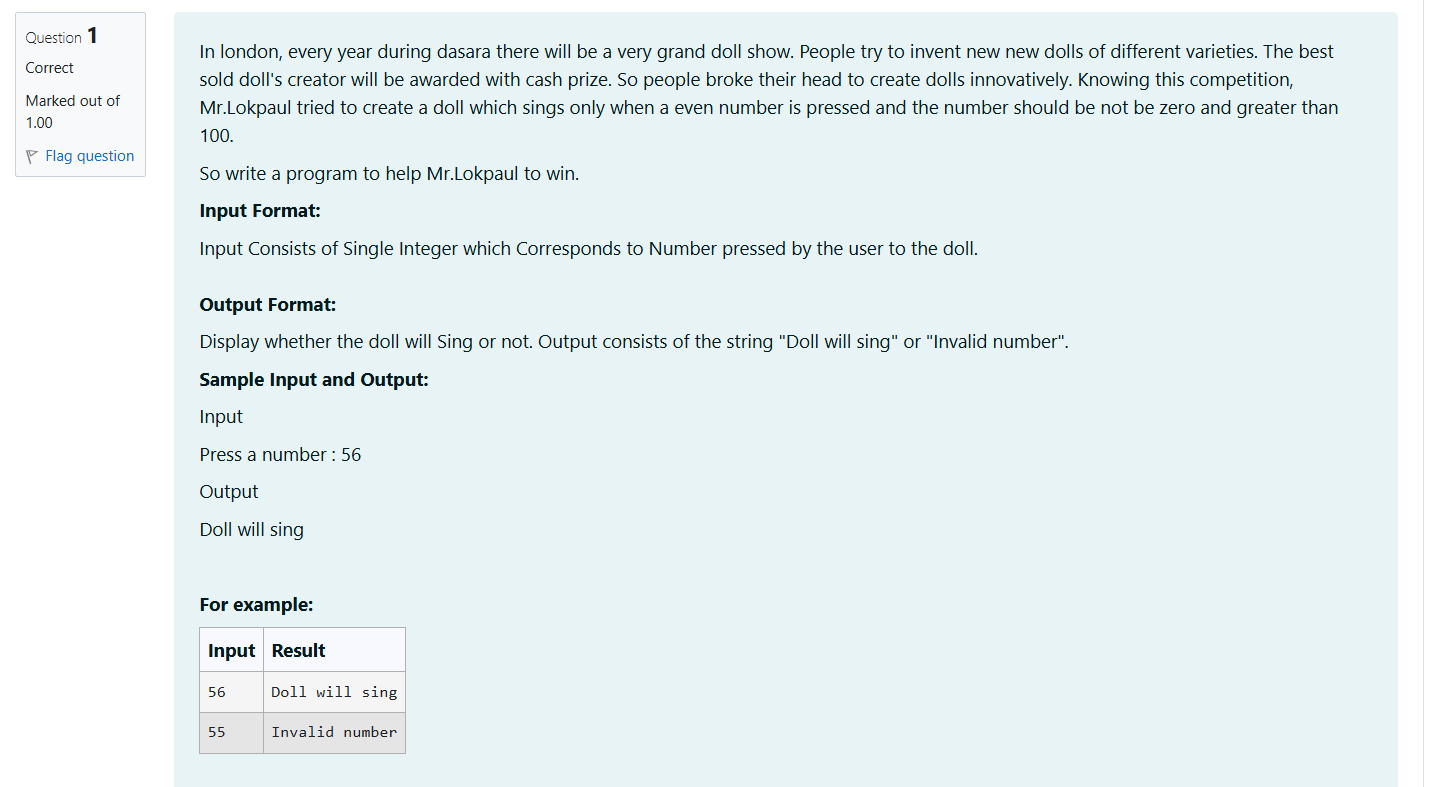 Question 1
Correct
Marked out of
1.00
Flag question
In london, every year during dasara there will be a very grand doll show. People try to invent new new dolls of different varieties. The best
sold doll's creator will be awarded with cash prize. So people broke their head to create dolls innovatively. Knowing this competition,
Mr.Lokpaul tried to create a doll which sings only when a even number is pressed and the number should be not be zero and greater than
100.
So write a program to help Mr.Lokpaul to win.
Input Format:
Input Consists of Single Integer which Corresponds to Number pressed by the user to the doll.
Output Format:
Display whether the doll will Sing or not. Output consists of the string "Doll will sing" or "Invalid number".
Sample Input and Output:
Input
Press a number : 56
Output
Doll will sing
For example:
Input Result
56 Doll will sing
55 Invalid number